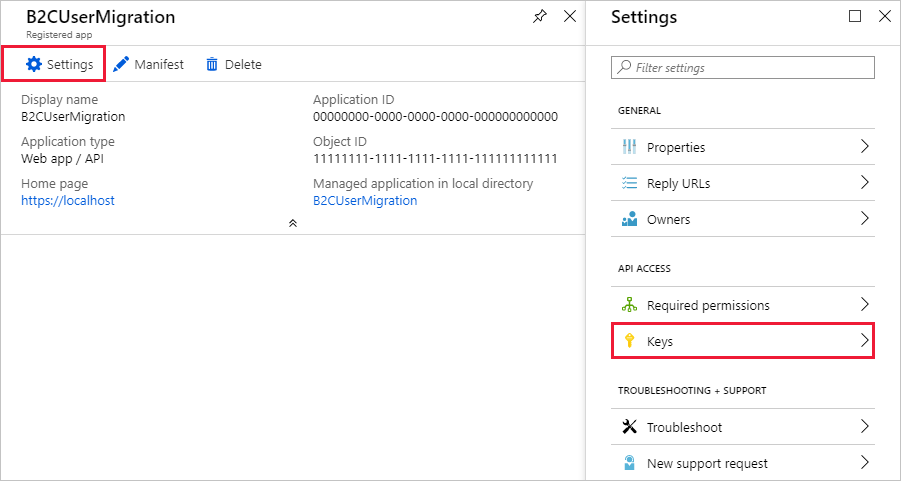 B2CUserMigration
Registered app
Settings
Manifest
Delete
Display name
B2CUserMigration
Application ID
00000000-0000-0000-0000-000000000000
Application type
Web app / API
Object ID
11111111-1111-1111-1111-111111111111
Home page
https://localhost
Managed application in local directory
B2CUserMigration
Settings
Filter settings
GENERAL
Properties
Reply URLs
Owners
API ACCESS
Required permissions
Keys
TROUBLESHOOTING + SUPPORT
Troubleshoot
New support request